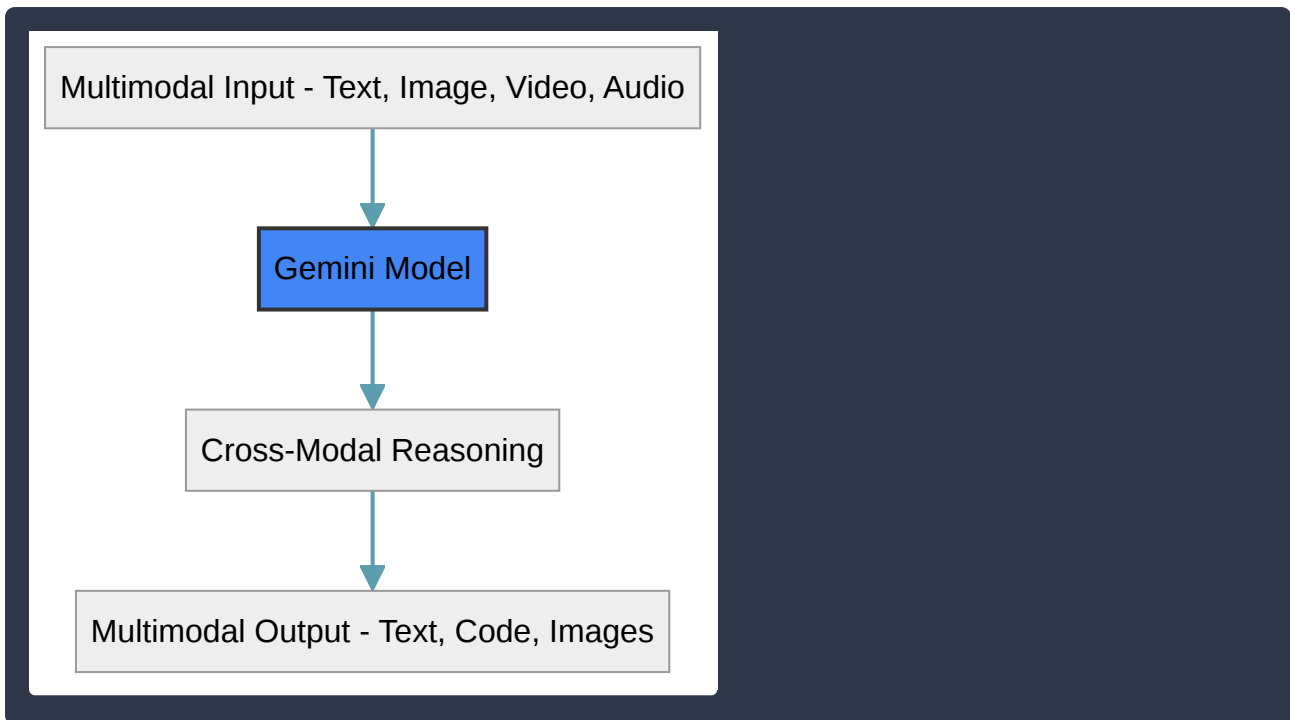 Multimodal Input - Text, Image, Video, Audio
Gemini Model
Cross-Modal Reasoning
Multimodal Output - Text, Code, Images